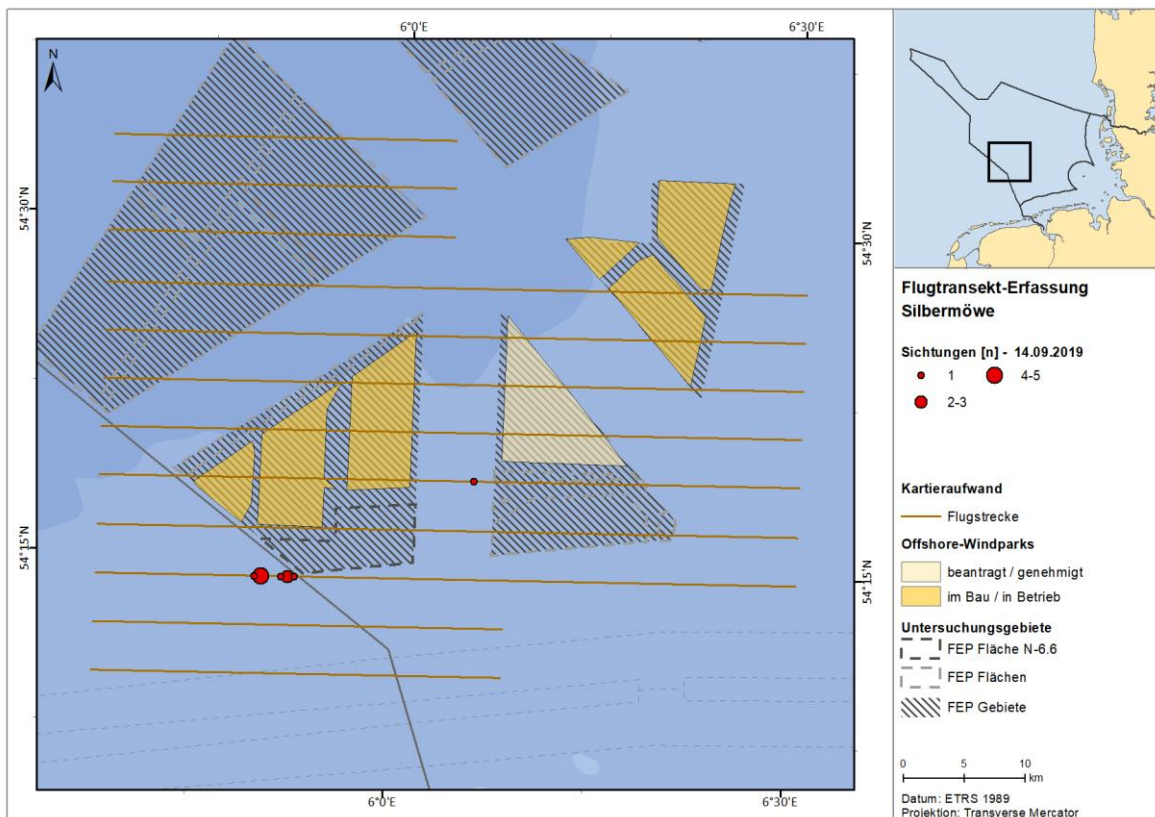 6°0'E
6°30'E
N
54°30'N
54°30'N
54°15'N
54°15'N
6°0'E
6°30'E
Flugtransekt-Erfassung
Silbermöwe
Sichtungen [n] - 14.09.2019
1
4-5
2-3
Kartieraufwand
Flugstrecke
Offshore-Windparks
beantragt / genehmigt
im Bau / in Betrieb
Untersuchungsgebiete
FEP Fläche N-6.6
FEP Flächen
FEP Gebiete
0 5 10
km
Datum: ETRS 1989
Projektion: Transverse Mercator